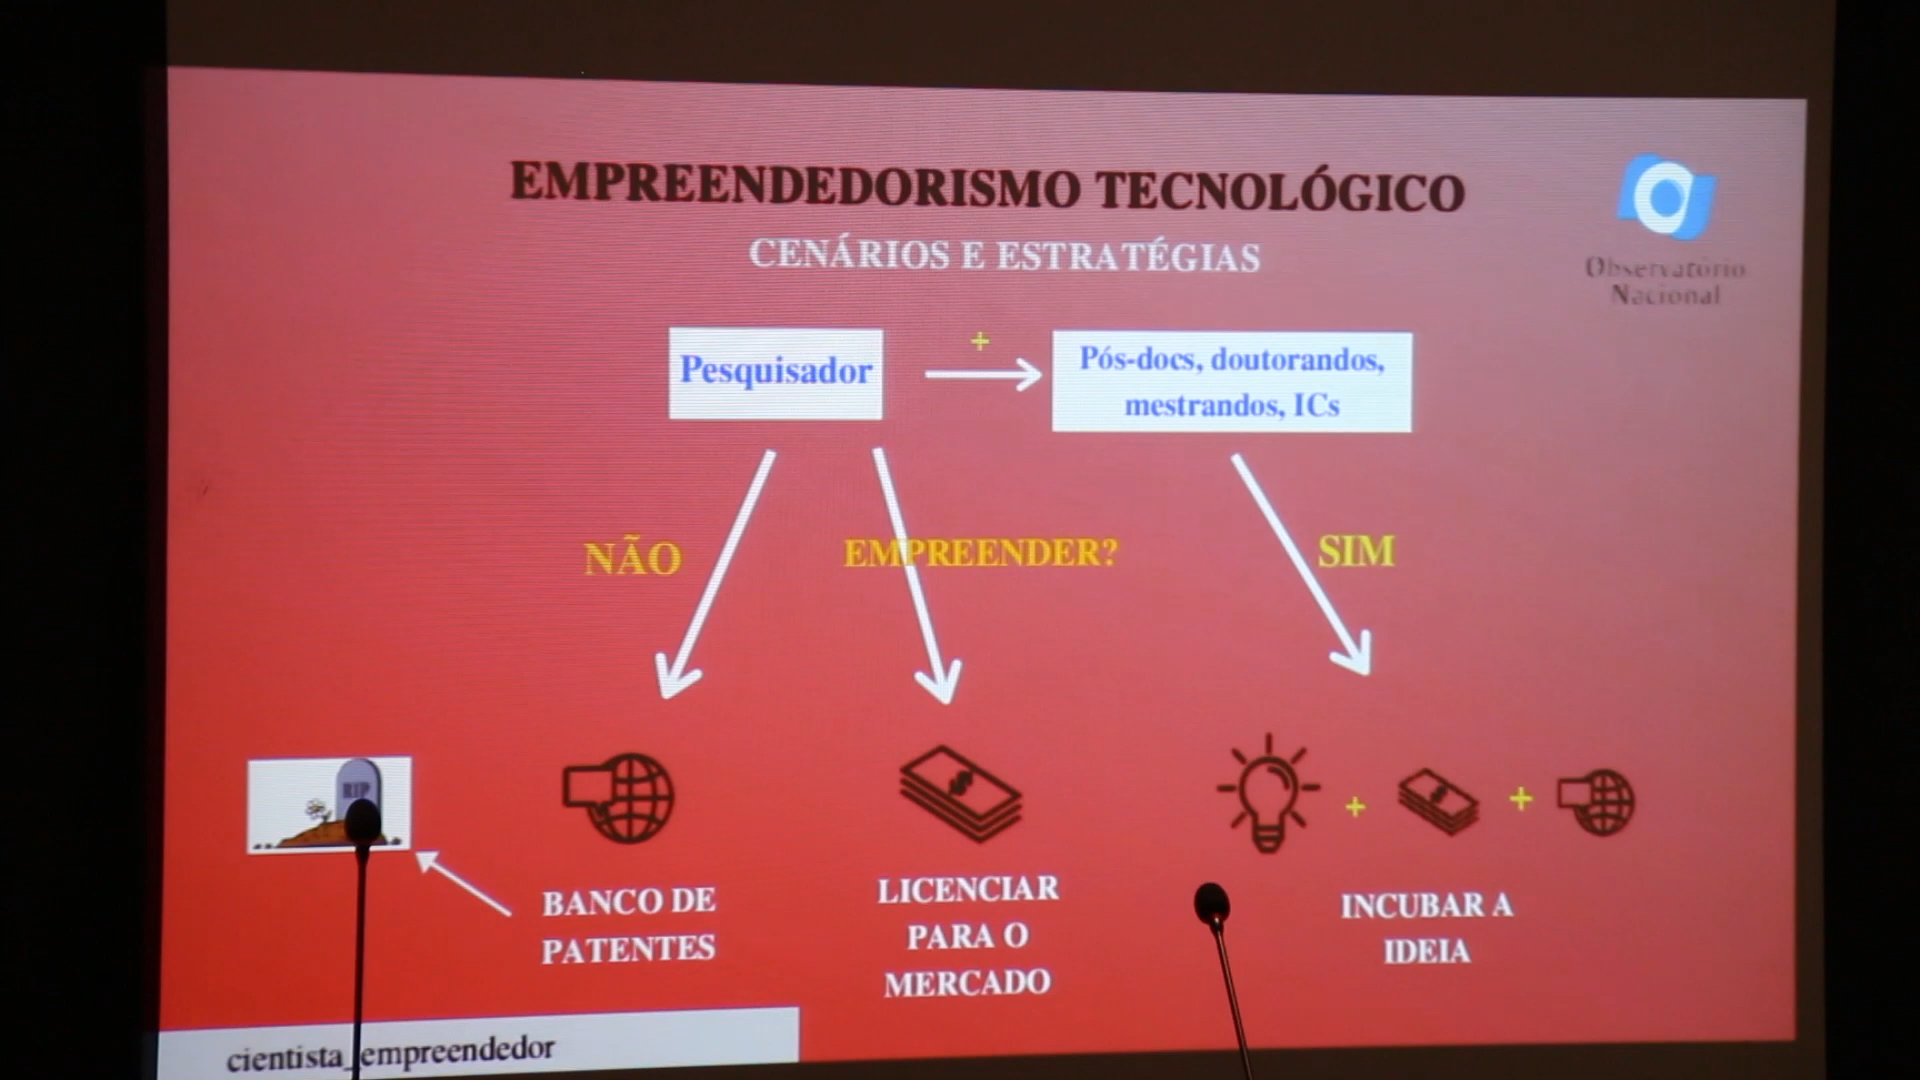 EMPREENDEDORISMO TECNOLÓGICO
CENÁRIOS E ESTRATÉGIAS
Observatório
Nacional
Pesquisador
+
Pós-docs, doutorandos,
mestrandos, ICs
NÃO
EMPREENDER?
SIM
RIP
$
$
+
+
BANCO DE
PATENTES
LICENCIAR
PARA O
MERCADO
INCUBAR A
IDEIA
cientista_empreendedor